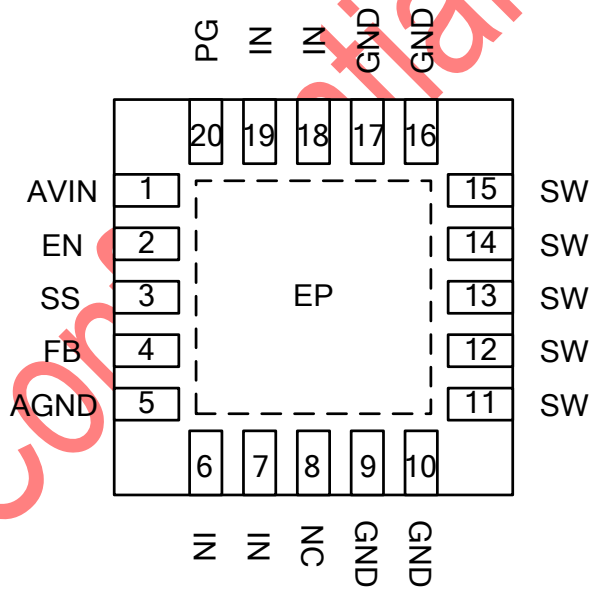 PG IN IN GND GND
20 19 18 17 16
AVIN 1 15 SW
EN 2 14 SW
SS 3 EP 13 SW
FB 4 12 SW
AGND 5 11 SW
6 7 8 9 10
IN IN NC GND GND